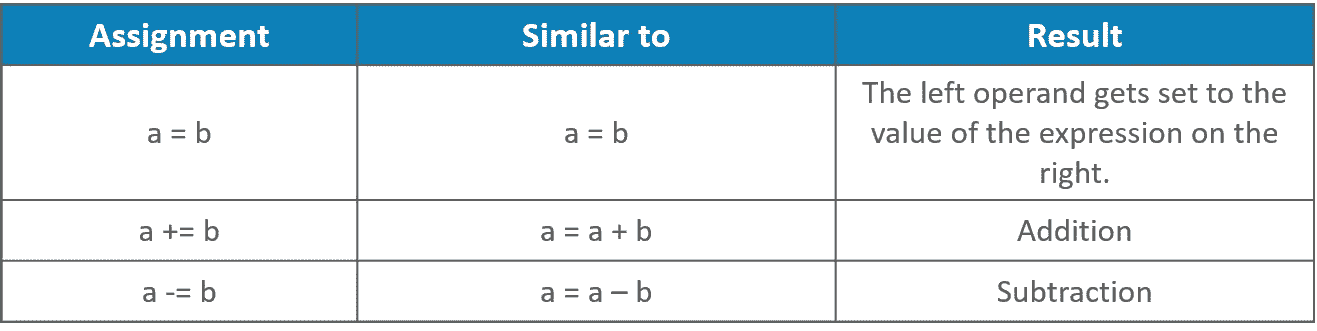 Assignment Similar to Result
a = b a = b The left operand gets set to the
value of the expression on the
right.
a += b a = a + b Addition
a -= b a = a – b Subtraction